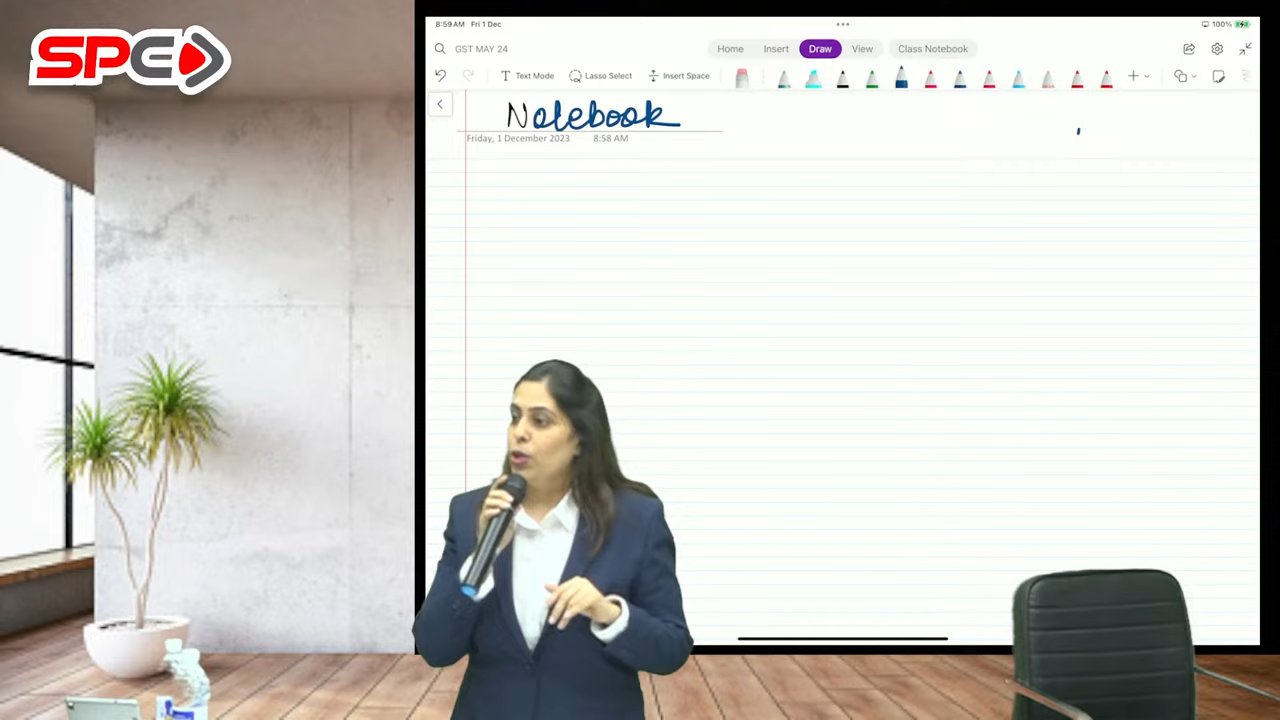 SPED
8:59 AM Fri 1 Dec
100%
GST MAY 24
Home Insert Draw View Class Notebook
Text Mode Lasso Select Insert Space
Notebook
Friday, 1 December 2023 8:58 AM